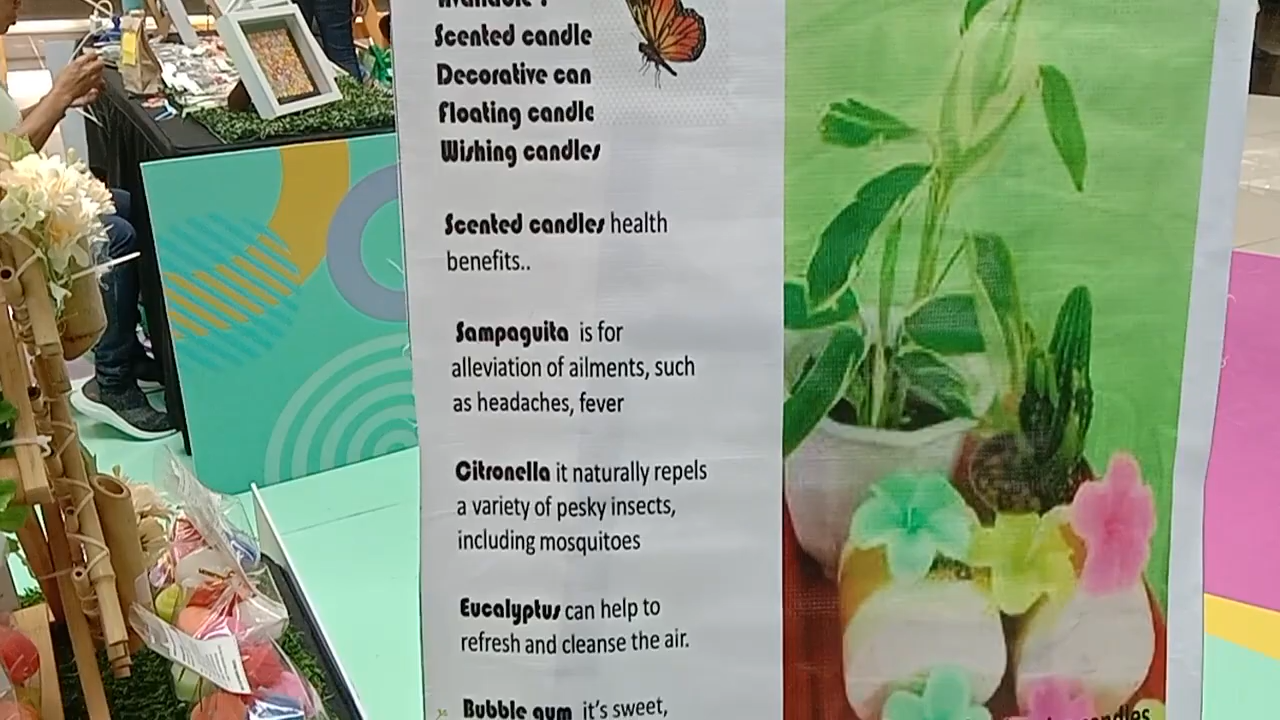 Available :
Scented candle
Decorative can
Floating candle
Wishing candles
Scented candles health
benefits..
Sampaguita is for
alleviation of ailments, such
as headaches, fever
Citronella it naturally repels
a variety of pesky insects,
including mosquitoes
Eucalyptus can help to
refresh and cleanse the air.
Bubble gum it's sweet,
candles